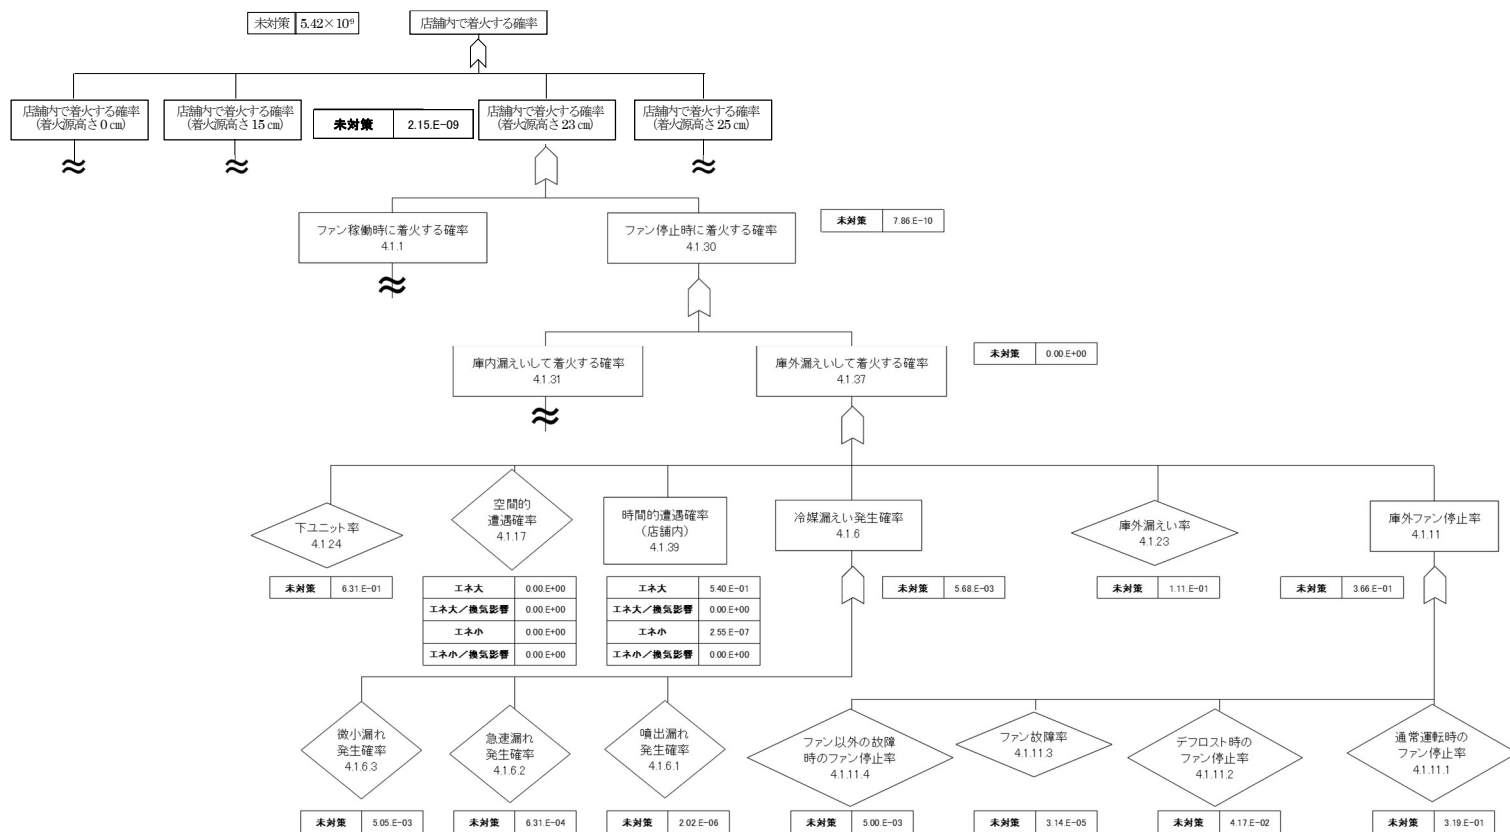 未対策 5.42×10⁹ 店舗内で着火する確率
店舗内で着火する確率
(着火源高さ0cm)
店舗内で着火する確率
(着火源高さ15cm)
未対策 2.15.E-09
店舗内で着火する確率
(着火源高さ23cm)
店舗内で着火する確率
(着火源高さ25cm)
ファン稼働時に着火する確率
4.1.1
ファン停止時に着火する確率
4.1.30
未対策 7.86.E-10
庫内漏えいして着火する確率
4.1.31
庫外漏えいして着火する確率
4.1.37
未対策 0.00.E+00
下ユニット率
4.1.24
未対策 6.31.E-01
空間的
遭遇確率
4.1.17
エネ大 0.00.E+00
エネ大／換気影響 0.00.E+00
エネ小 0.00.E+00
エネ小／換気影響 0.00.E+00
時間的遭遇確率
（店舗内）
4.1.39
エネ大 5.40.E-01
エネ大／換気影響 0.00.E+00
エネ小 2.55.E-07
エネ小／換気影響 0.00.E+00
冷媒漏えい発生確率
4.1.6
未対策 5.68.E-03
庫外漏えい率
4.1.23
未対策 1.11.E-01
庫外ファン停止率
4.1.11
未対策 3.66.E-01
微小漏れ
発生確率
4.1.6.3
未対策 5.05.E-03
急速漏れ
発生確率
4.1.6.2
未対策 6.31.E-04
噴出漏れ
発生確率
4.1.6.1
未対策 2.02.E-06
ファン以外の故障
時のファン停止率
4.1.11.4
未対策 5.00.E-03
ファン故障率
4.1.11.3
未対策 3.14.E-05
デフロスト時の
ファン停止率
4.1.11.2
未対策 4.17.E-02
通常運転時の
ファン停止率
4.1.11.1
未対策 3.19.E-01